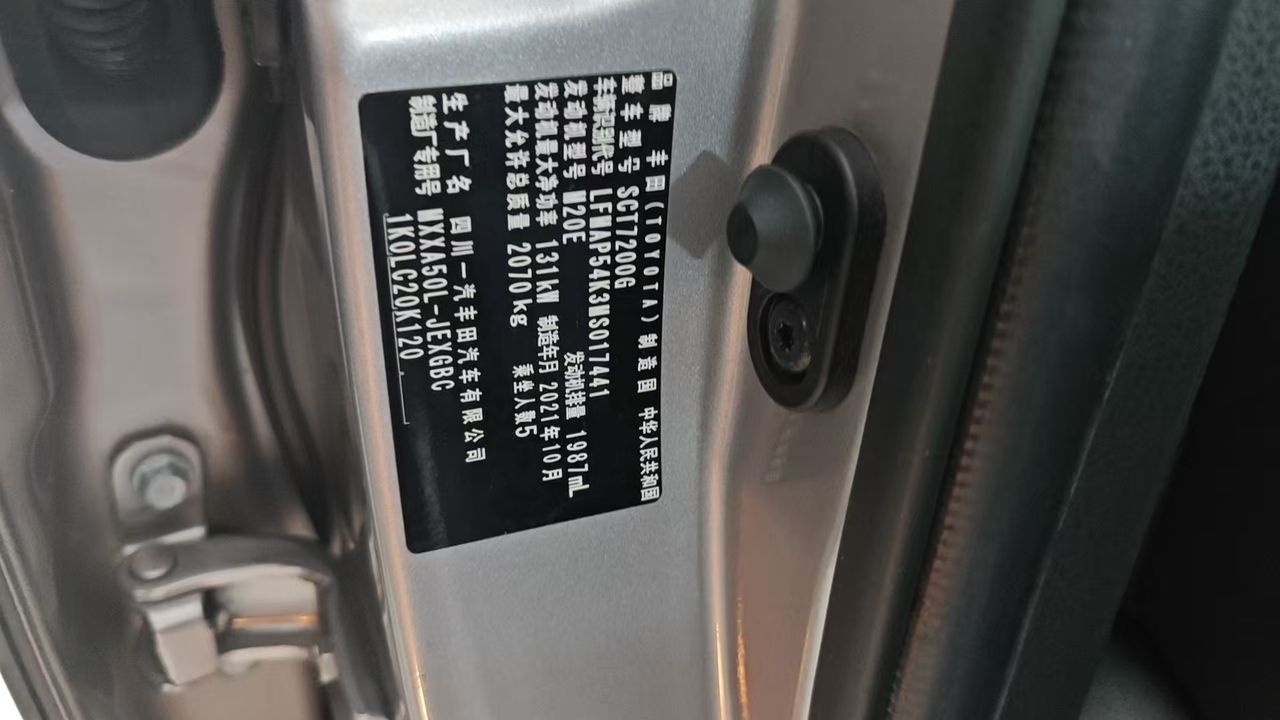 品牌 丰田(TOYOTA) 制造国 中华人民共和国
整车型号 SCT7200G
车辆识别代号 LFMAP54K3MS017441
发动机型号 M20E 发动机排量 1987mL
发动机最大净功率 131kW 制造年月 2021年10月
最大允许总质量 2070kg 乘坐人数5
生产厂名 四川一汽丰田汽车有限公司
制造厂专用号 MXXA50L-JEXGBC
1K0LC20K120